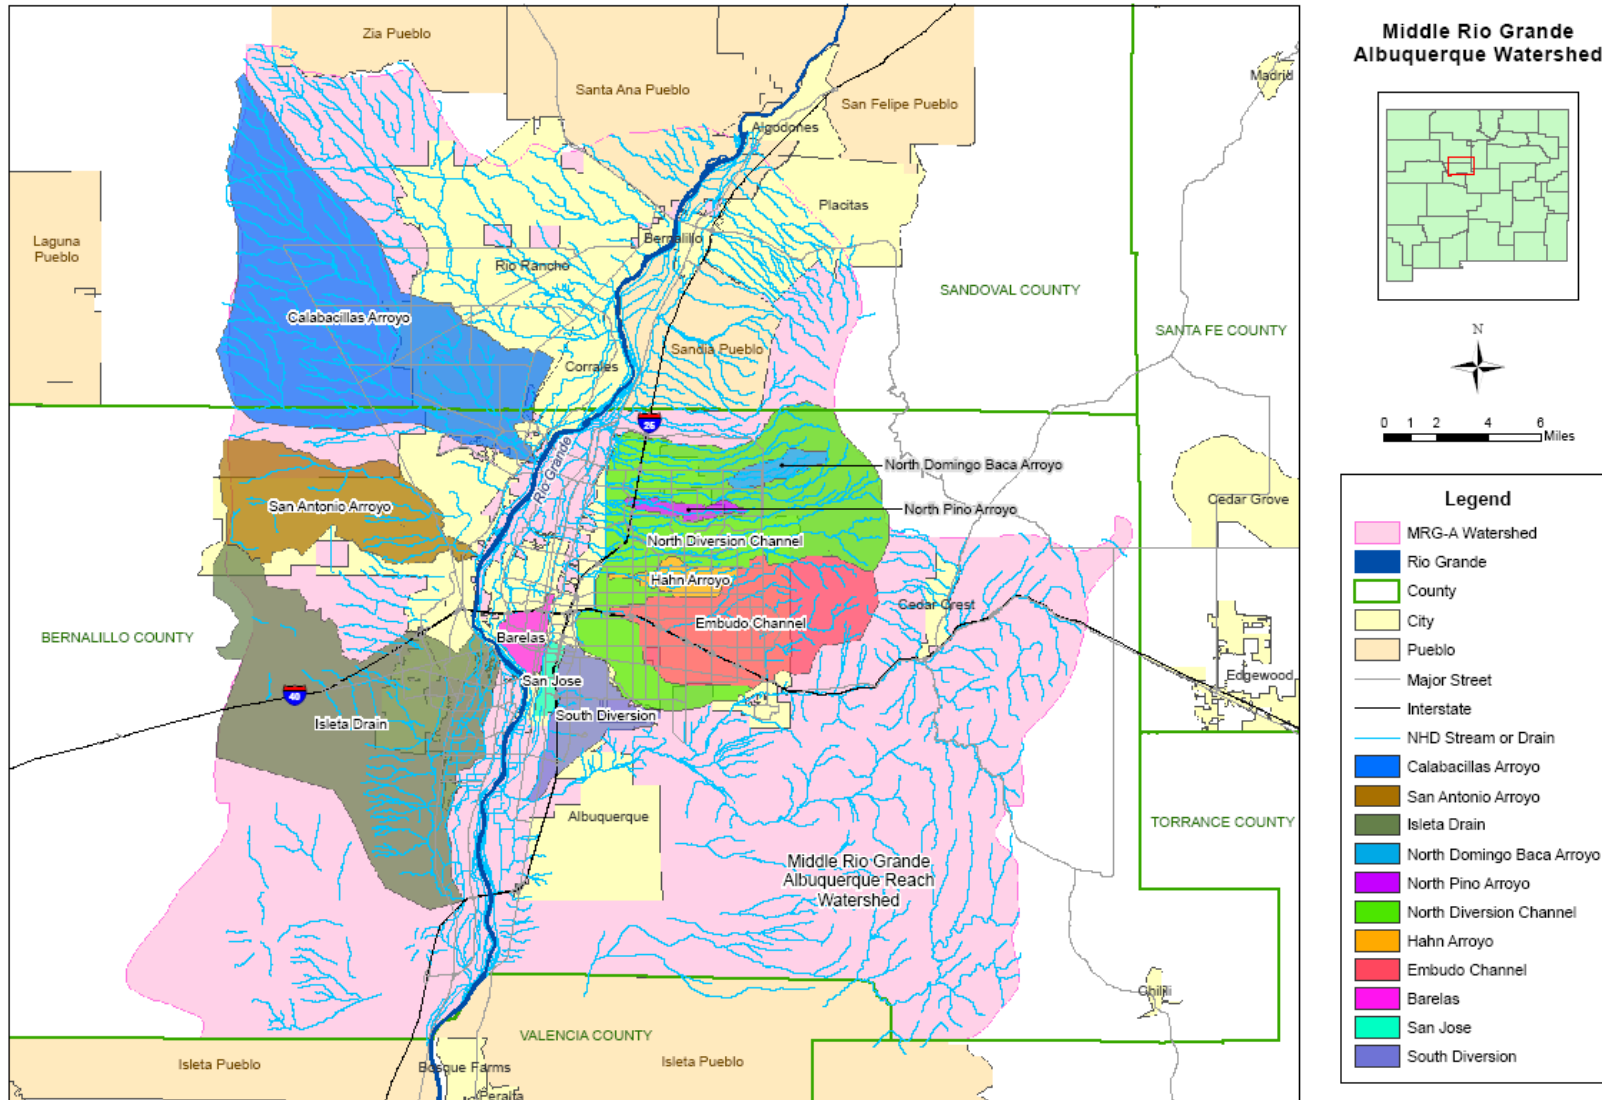 Middle Rio Grande
Albuquerque Watershed
Zia Pueblo
Santa Ana Pueblo
San Felipe Pueblo
Madrid
Algodones
Placitas
Laguna
Pueblo
Bernalillo
Rio Rancho
SANDOVAL COUNTY
Calabacillas Arroyo
SANTA FE COUNTY
Sandia Pueblo
Corrales
N
0 1 2 4 6
Miles
25
Rio Grande
North Domingo Baca Arroyo
San Antonio Arroyo
North Pino Arroyo
Cedar Grove
North Diversion Channel
Hahn Arroyo
Cedar Crest
Embudo Channel
BERNALILLO COUNTY
Barelas
San Jose
Edgewood
40
Isleta Drain
South Diversion
Albuquerque
TORRANCE COUNTY
Middle Rio Grande
Albuquerque Reach
Watershed
Chilili
VALENCIA COUNTY
Isleta Pueblo
Isleta Pueblo
Bosque Farms
Peralta
Legend
MRG-A Watershed
Rio Grande
County
City
Pueblo
Major Street
Interstate
NHD Stream or Drain
Calabacillas Arroyo
San Antonio Arroyo
Isleta Drain
North Domingo Baca Arroyo
North Pino Arroyo
North Diversion Channel
Hahn Arroyo
Embudo Channel
Barelas
San Jose
South Diversion